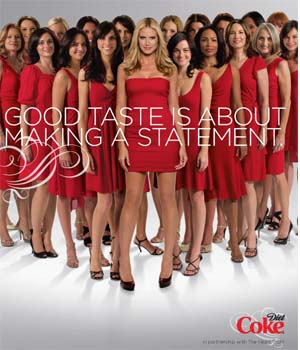 GOOD TASTE IS ABOUT
MAKING A STATEMENT.
Diet
Coke
in partnership with The Heart Truth